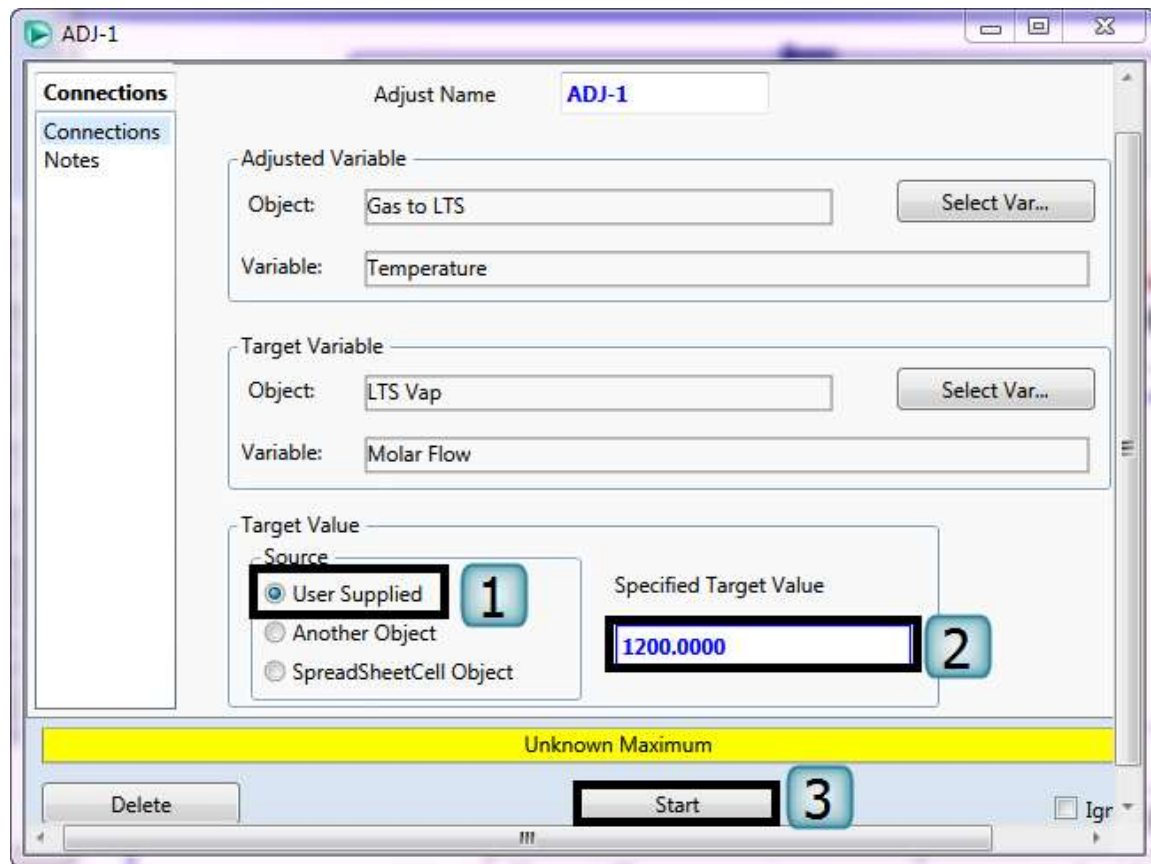 ADJ-1
Connections
Connections
Notes
Adjust Name ADJ-1
Adjusted Variable
Object: Gas to LTS Select Var...
Variable: Temperature
Target Variable
Object: LTS Vap Select Var...
Variable: Molar Flow
Target Value
Source
User Supplied 1
Another Object
SpreadSheetCell Object
Specified Target Value
1200.0000 2
Unknown Maximum
Delete Start 3 Igr